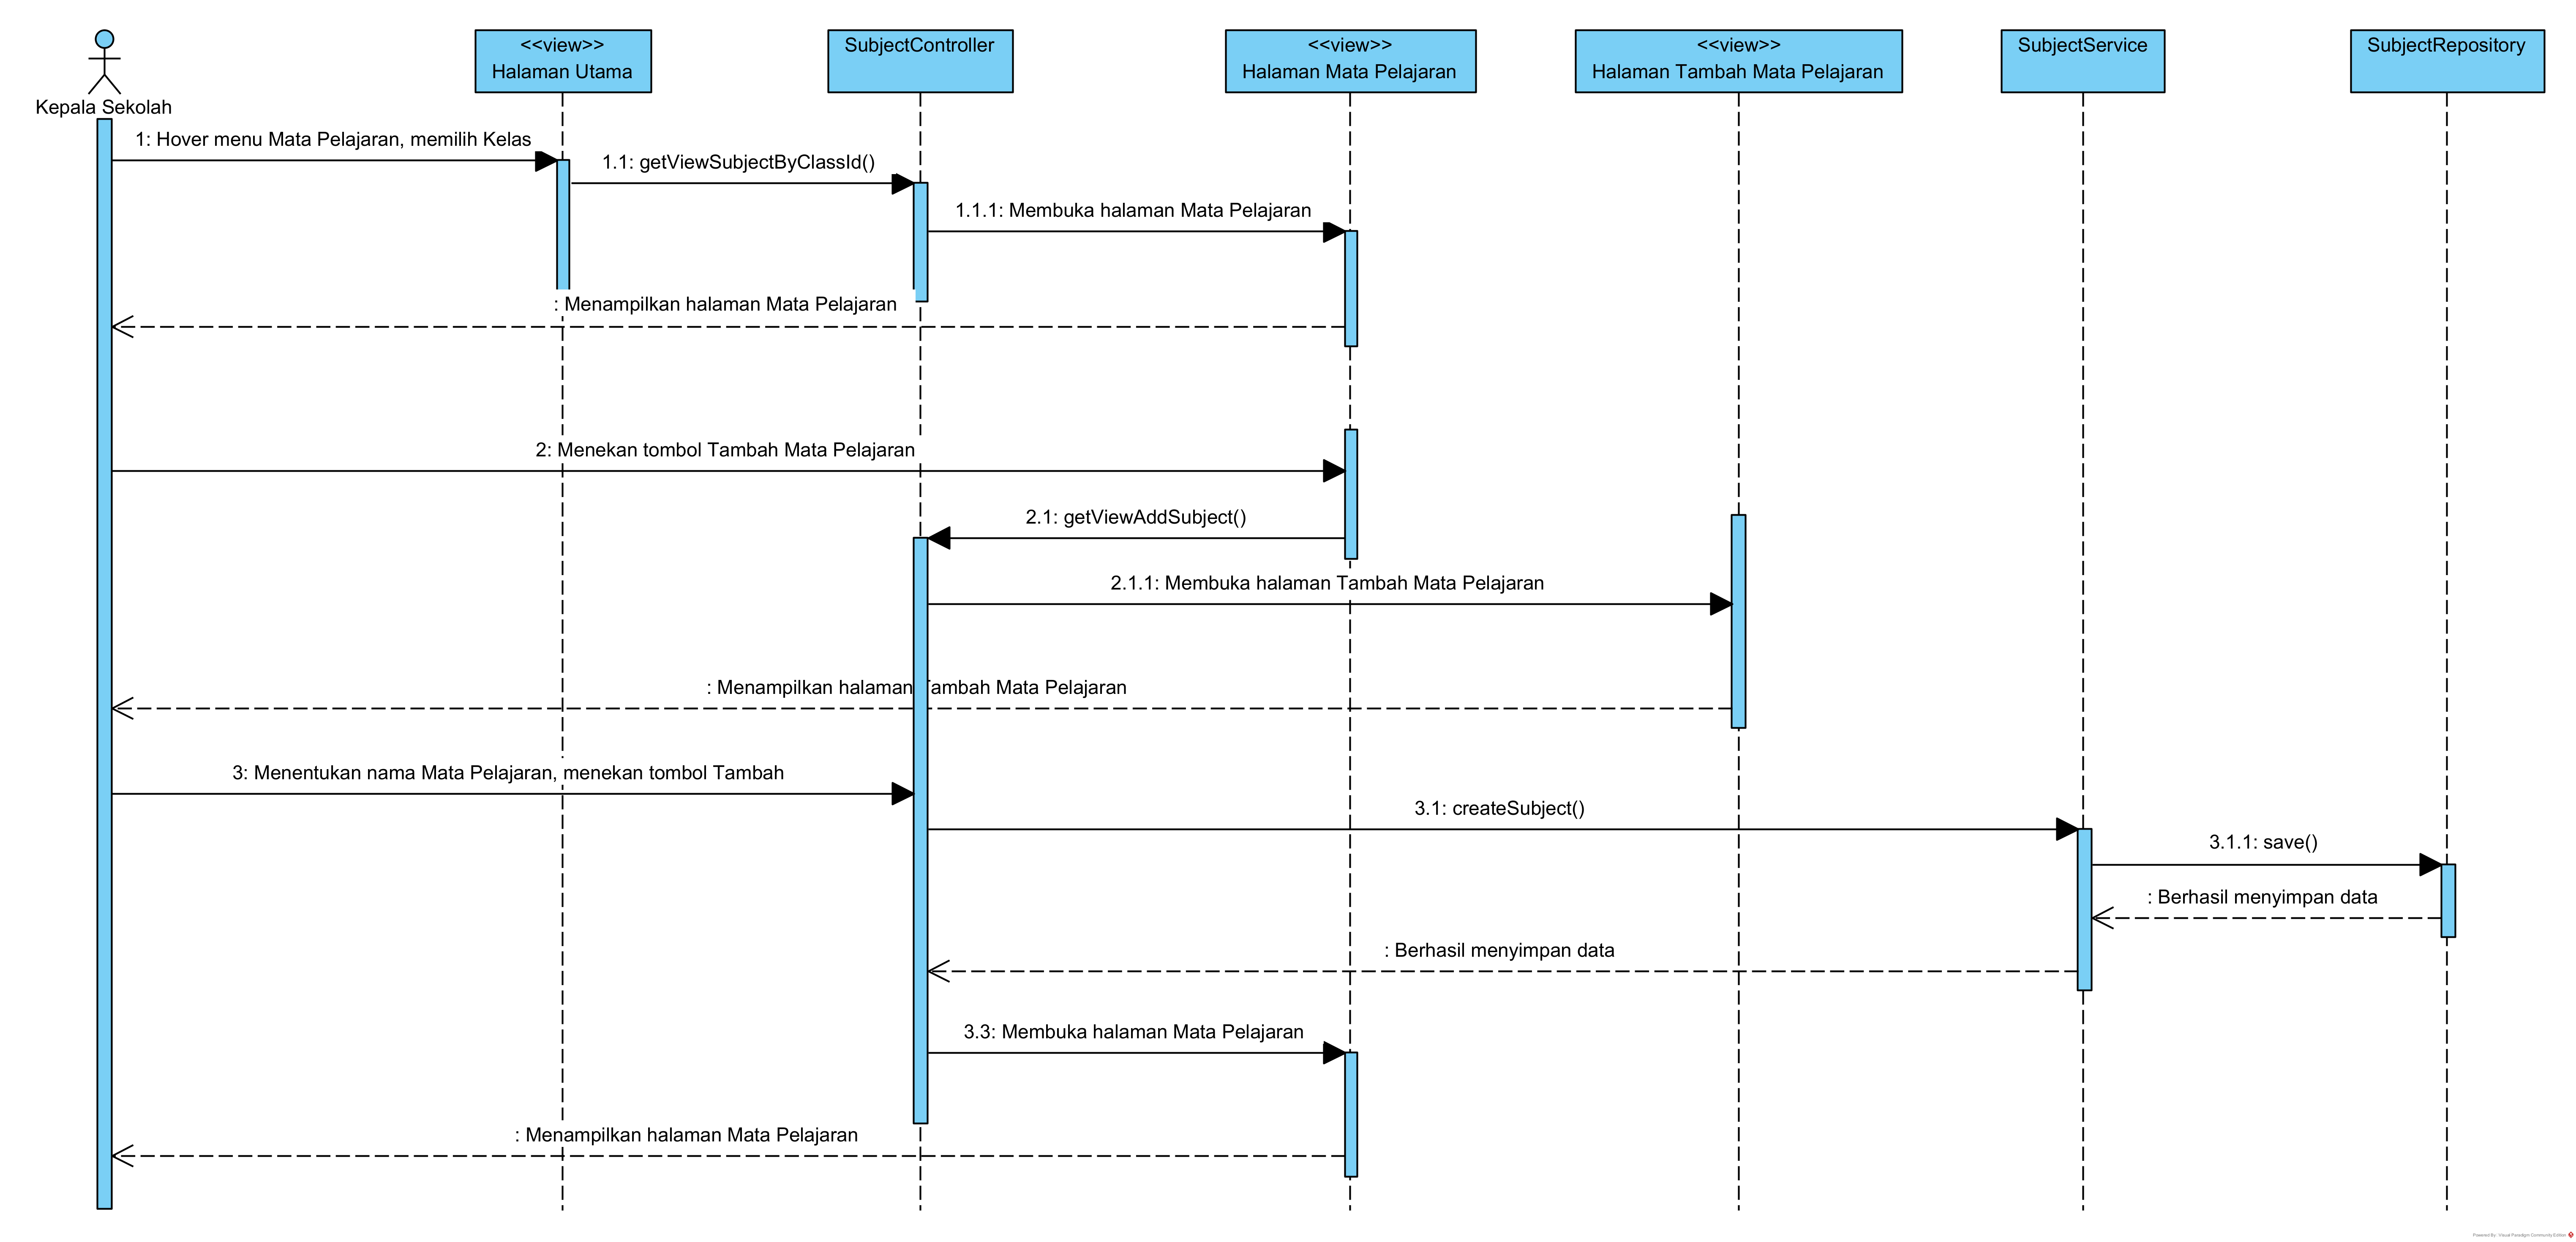 <<view>>
Halaman Utama
SubjectController
<<view>>
Halaman Mata Pelajaran
<<view>>
Halaman Tambah Mata Pelajaran
SubjectService
SubjectRepository
Kepala Sekolah
1: Hover menu Mata Pelajaran, memilih Kelas
1.1: getViewSubjectByClassId()
1.1.1: Membuka halaman Mata Pelajaran
: Menampilkan halaman Mata Pelajaran
2: Menekan tombol Tambah Mata Pelajaran
2.1: getViewAddSubject()
2.1.1: Membuka halaman Tambah Mata Pelajaran
: Menampilkan halaman Tambah Mata Pelajaran
3: Menentukan nama Mata Pelajaran, menekan tombol Tambah
3.1: createSubject()
3.1.1: save()
: Berhasil menyimpan data
: Berhasil menyimpan data
3.3: Membuka halaman Mata Pelajaran
: Menampilkan halaman Mata Pelajaran
Powered By: Visual Paradigm Community Edition